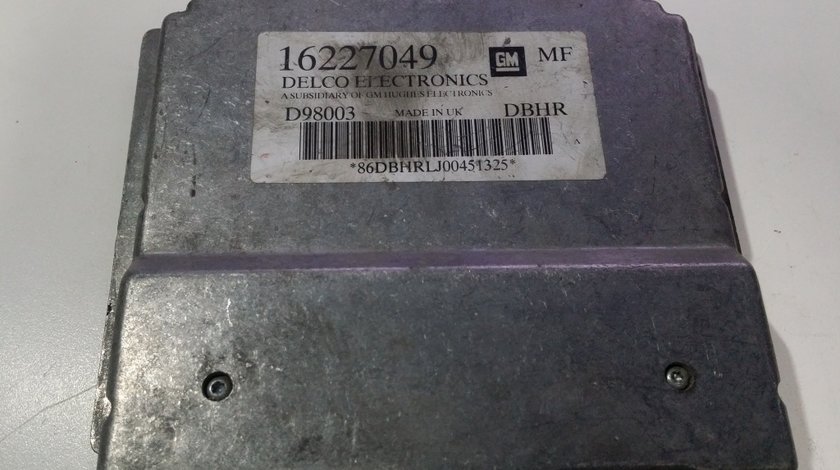 16227049 GM MF
DELCO ELECTRONICS
A SUBSIDIARY OF GM HUGHES ELECTRONICS
D98003 MADE IN UK DBHR
A
*86DBHRLJ00451325*